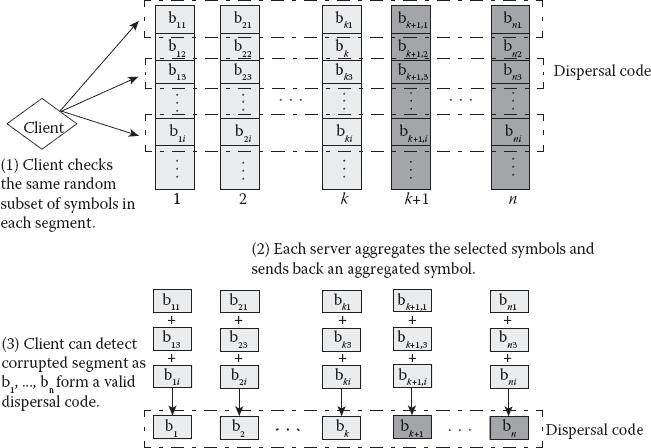 b11 b21 bk1 bk+1,1 bn1
b12 b22 bk bk+1,2 bn2
b13 b23 bk3 bk+1,3 bn3 Dispersal code
⋮ ⋮ · · · ⋮ ⋮ · · · ⋮
Client
b1i b2i bki bk+1,i bni
⋮ ⋮ ⋮ ⋮ ⋮
1 2 k k+1 n
(1) Client checks
the same random
subset of symbols in
each segment.
(2) Each server aggregates the selected symbols and
sends back an aggregated symbol.
b11 b21 bk1 bk+1,1 bn1
+ + + + +
b13 b23 bk3 bk+1,3 bn3
+ + + + +
b1i b2i bki bk+1,i bni
(3) Client can detect
corrupted segment as
b1, ..., bn form a valid
dispersal code.
b1 b2 · · · bk bk+1 · · · bn Dispersal code